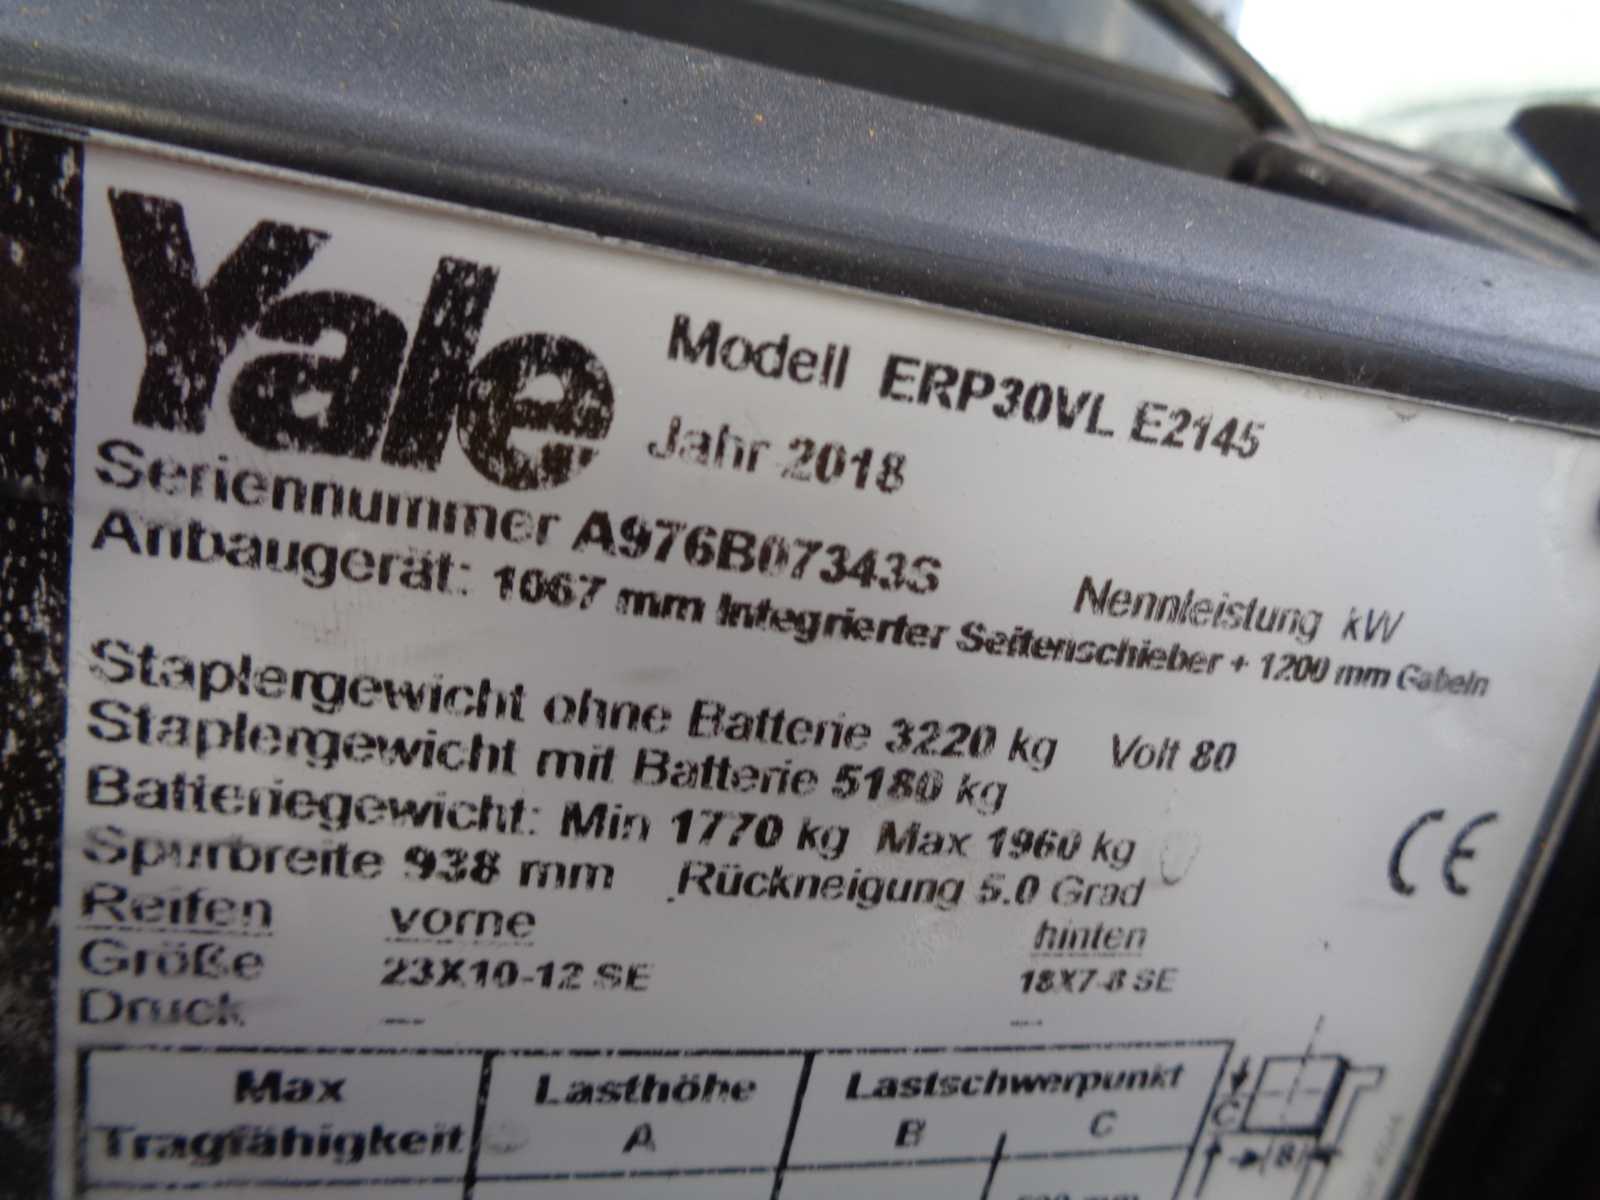 Yale
Modell ERP30VL E2145
Jahr 2018
Seriennummer A976B07343S
Nennleistung kW
Anbaugerät: 1067 mm Integrierter Seitenschieber + 1200 mm Gabeln
Staplergewicht ohne Batterie 3220 kg Volt 80
Staplergewicht mit Batterie 5180 kg
Batteriegewicht: Min 1770 kg Max 1960 kg
CE
Spurbreite 938 mm Rückneigung 5.0 Grad
Reifen vorne hinten
Größe 23X10-12 SE 18X7-8 SE
Druck --- ---
Max Tragfähigkeit
Lasthöhe A
Lastschwerpunkt
B C
C
B